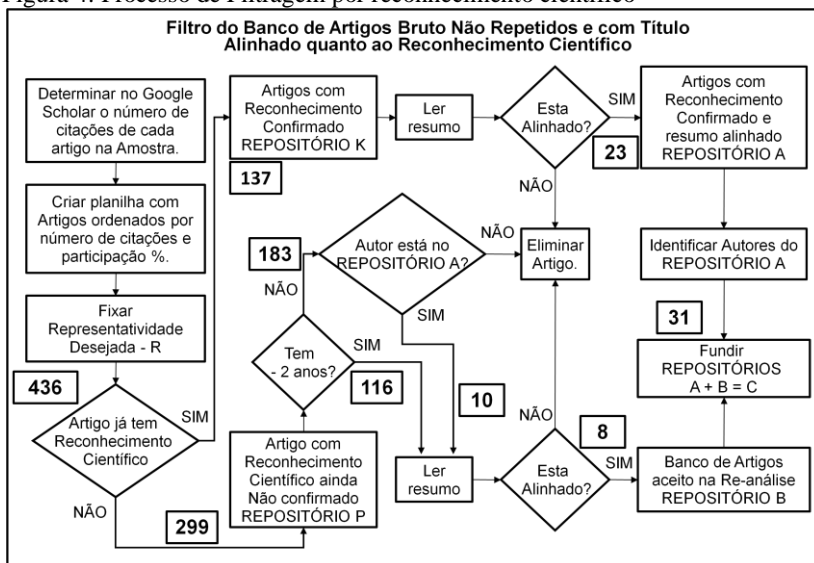 Filtro do Banco de Artigos Bruto Não Repetidos e com Título
Alinhado quanto ao Reconhecimento Científico
Determinar no Google
Scholar o número de
citações de cada
artigo na Amostra.
Criar planilha com
Artigos ordenados por
número de citações e
participação %.
Fixar
Representatividade
Desejada - R
436
Artigo já tem
Reconhecimento
Científico
SIM
NÃO
299
Artigos com
Reconhecimento
Confirmado
REPOSITÓRIO K
137
Ler
resumo
Esta
Alinhado?
SIM
23
NÃO
Artigos com
Reconhecimento
Confirmado e
resumo alinhado
REPOSITÓRIO A
Identificar Autores do
REPOSITÓRIO A
31
Fundir
REPOSITÓRIOS
A + B = C
183
NÃO
Autor está no
REPOSITÓRIO A?
NÃO
SIM
Eliminar
Artigo.
Tem
- 2 anos?
SIM
116
10
Artigo com
Reconhecimento
Científico ainda
Não confirmado
REPOSITÓRIO P
Ler
resumo
NÃO
Esta
Alinhado?
8
SIM
Banco de Artigos
aceito na Re-análise
REPOSITÓRIO B